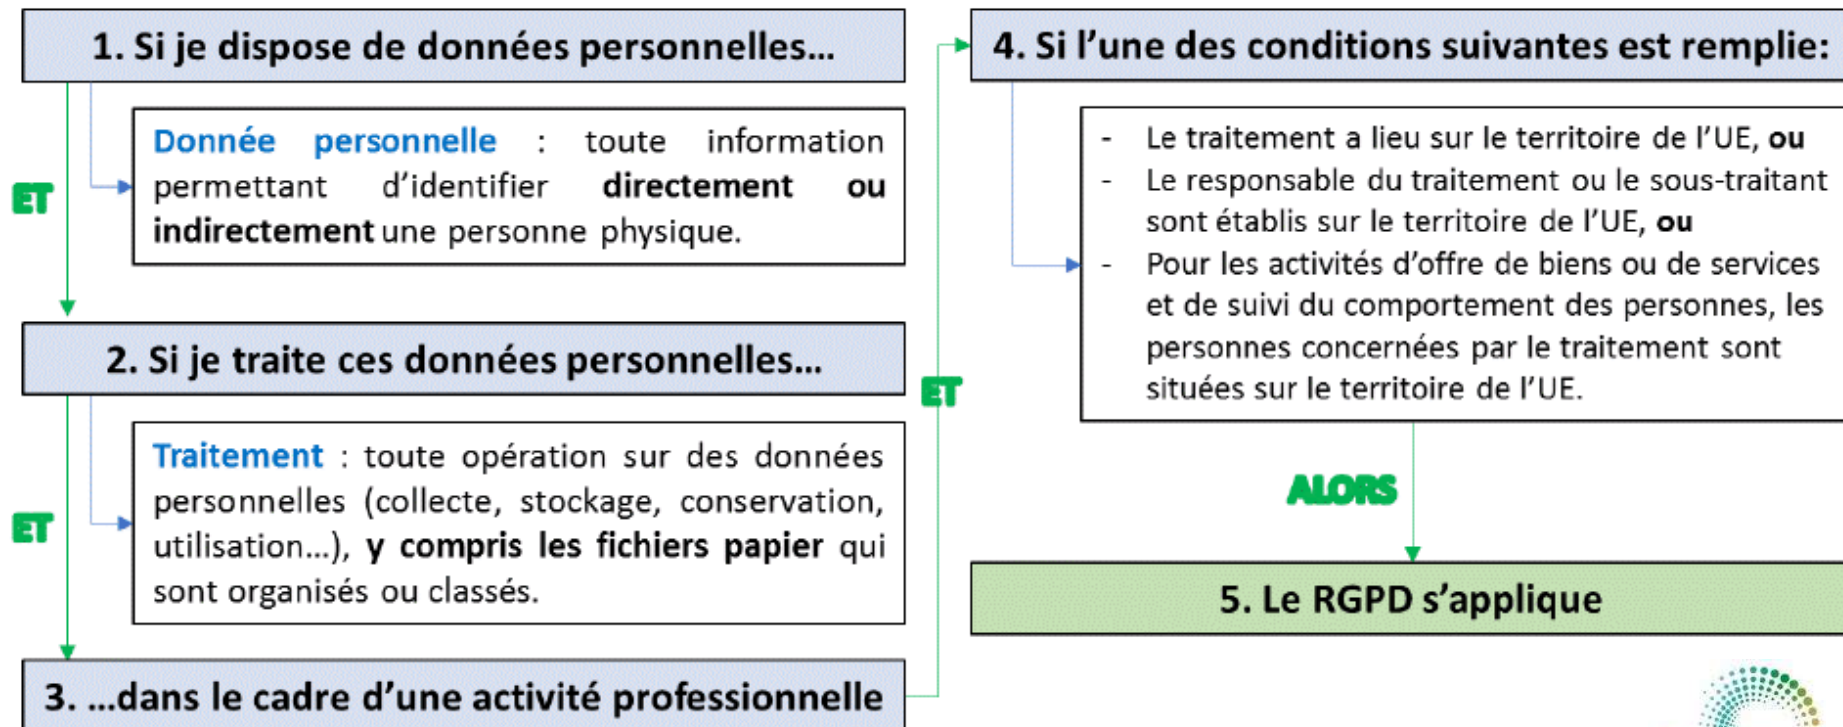 1. Si je dispose de données personnelles...
Donnée personnelle : toute information
permettant d'identifier directement ou
indirectement une personne physique.
ET
2. Si je traite ces données personnelles...
Traitement : toute opération sur des données
personnelles (collecte, stockage, conservation,
utilisation...), y compris les fichiers papier qui
sont organisés ou classés.
ET
3. ...dans le cadre d'une activité professionnelle
ET
4. Si l'une des conditions suivantes est remplie:
- Le traitement a lieu sur le territoire de l'UE, ou
- Le responsable du traitement ou le sous-traitant
sont établis sur le territoire de l'UE, ou
- Pour les activités d'offre de biens ou de services
et de suivi du comportement des personnes, les
personnes concernées par le traitement sont
situées sur le territoire de l'UE.
ALORS
5. Le RGPD s'applique